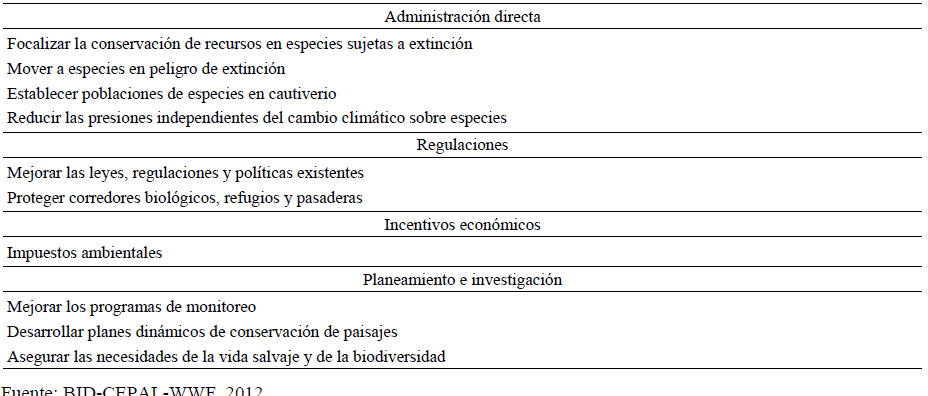 Administración directa
Focalizar la conservación de recursos en especies sujetas a extinción
Mover a especies en peligro de extinción
Establecer poblaciones de especies en cautiverio
Reducir las presiones independientes del cambio climático sobre especies
Regulaciones
Mejorar las leyes, regulaciones y políticas existentes
Proteger corredores biológicos, refugios y pasaderas
Incentivos económicos
Impuestos ambientales
Planeamiento e investigación
Mejorar los programas de monitoreo
Desarrollar planes dinámicos de conservación de paisajes
Asegurar las necesidades de la vida salvaje y de la biodiversidad
Fuente: BID-CEPAL-WWF, 2012